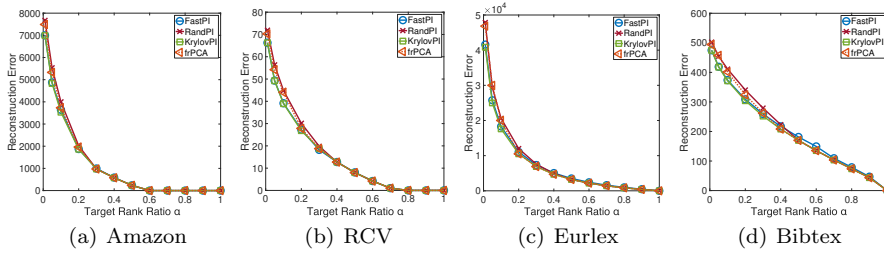 8000
7000
6000
5000
4000
3000
2000
1000
0
Reconstruction Error
0 0.2 0.4 0.6 0.8 1
Target Rank Ratio α
FastPI
RandPI
KrylovPI
frPCA
(a) Amazon
80
70
60
50
40
30
20
10
0
Reconstruction Error
0 0.2 0.4 0.6 0.8 1
Target Rank Ratio α
FastPI
RandPI
KrylovPI
frPCA
(b) RCV
×10⁴
5
4
3
2
1
0
Reconstruction Error
0 0.2 0.4 0.6 0.8 1
Target Rank Ratio α
FastPI
RandPI
KrylovPI
frPCA
(c) Eurlex
600
500
400
300
200
100
0
Reconstruction Error
0 0.2 0.4 0.6 0.8
Target Rank Ratio α
FastPI
RandPI
KrylovPI
frPCA
(d) Bibtex